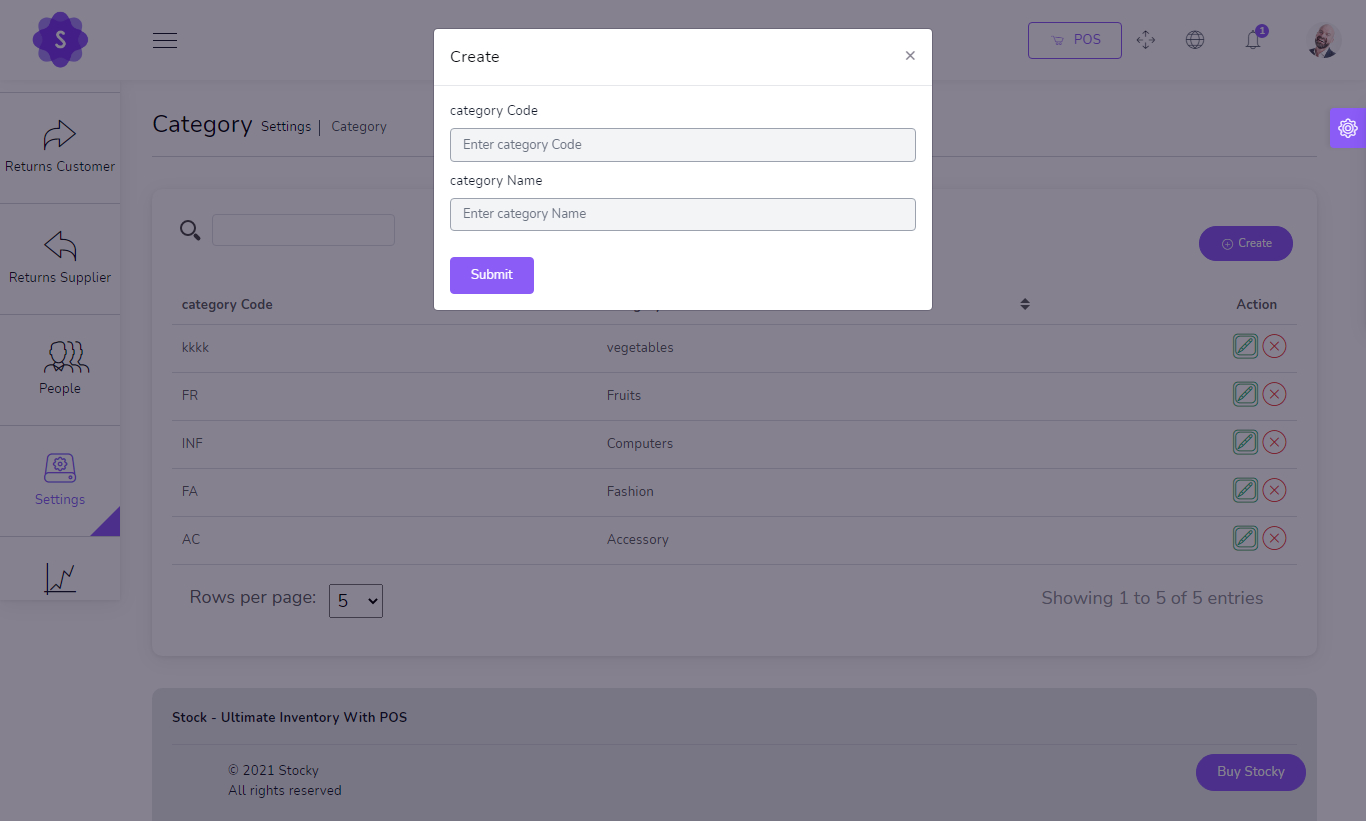 S
POS
1
Create
×
category Code
Enter category Code
category Name
Enter category Name
Submit
Category Settings | Category
Create
Returns Customer
Returns Supplier
People
Settings
category Code
Action
kkkk vegetables
FR Fruits
INF Computers
FA Fashion
AC Accessory
Rows per page: 5
Showing 1 to 5 of 5 entries
Stock - Ultimate Inventory With POS
© 2021 Stocky
All rights reserved
Buy Stocky